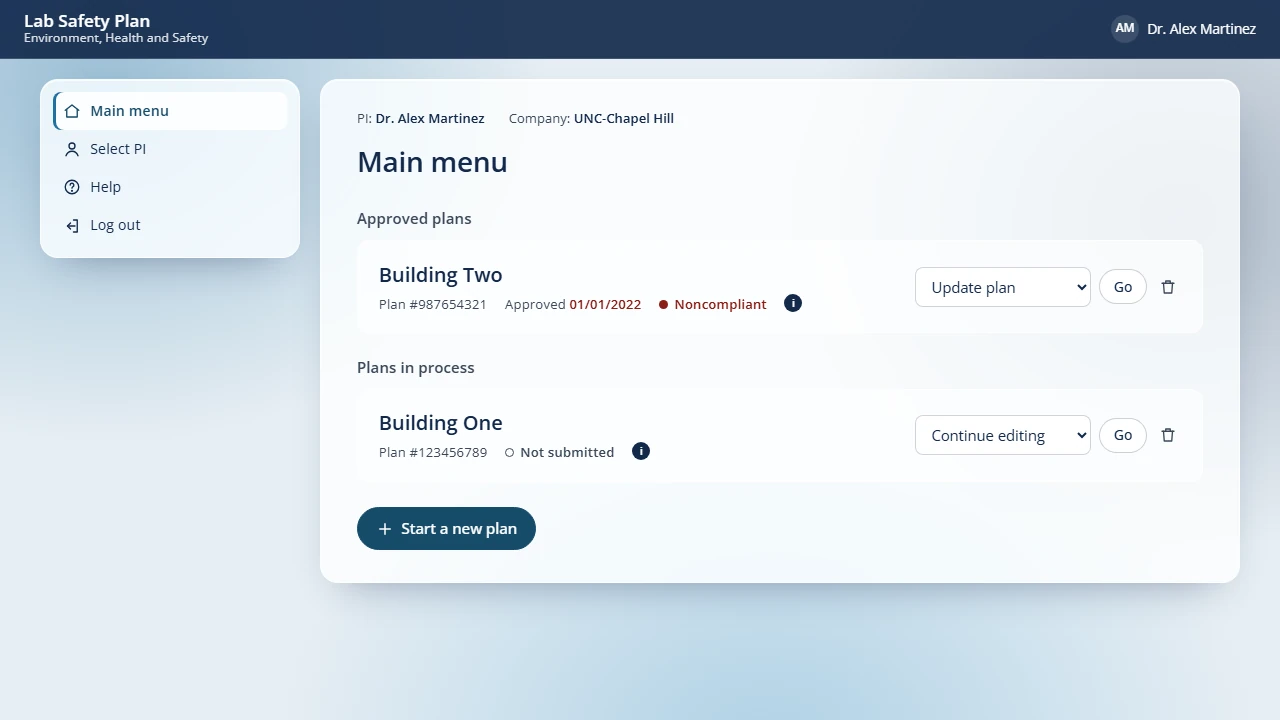 Lab Safety Plan
Environment, Health and Safety
AM Dr. Alex Martinez
Main menu
Select PI
Help
Log out
PI: Dr. Alex Martinez Company: UNC-Chapel Hill
Main menu
Approved plans
Building Two
Plan #987654321 Approved 01/01/2022 Noncompliant i
Update plan Go
Plans in process
Building One
Plan #123456789 Not submitted i
Continue editing Go
+ Start a new plan